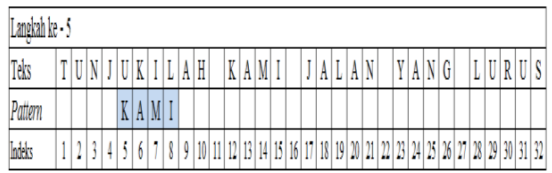 Langkah ke - 5
Teks T U N J U K I L A H K A M I J A L A N Y A N G L U R U S
Pattern K A M I
Indeks 1 2 3 4 5 6 7 8 9 10 11 12 13 14 15 16 17 18 19 20 21 22 23 24 25 26 27 28 29 30 31 32